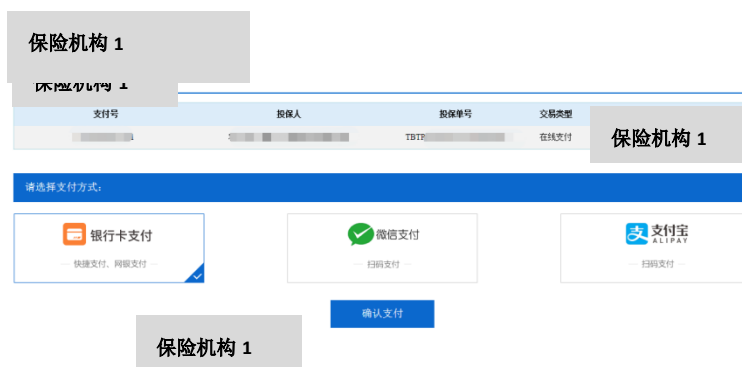 保险机构 1
保险机构 1
支付号 投保人 投保单号 交易类型
TBTP 在线支付
保险机构 1
请选择支付方式:
银行卡支付 微信支付 支付宝
ALIPAY
快捷支付、网银支付 扫码支付 扫码支付
确认支付
保险机构 1